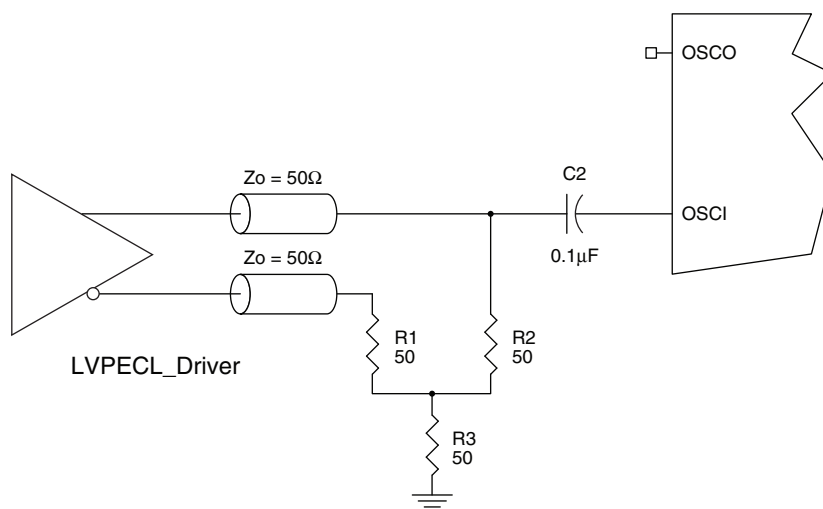 OSCO
Zo = 50Ω
C2
OSCI
0.1μF
Zo = 50Ω
R1
50
R2
50
LVPECL_Driver
R3
50